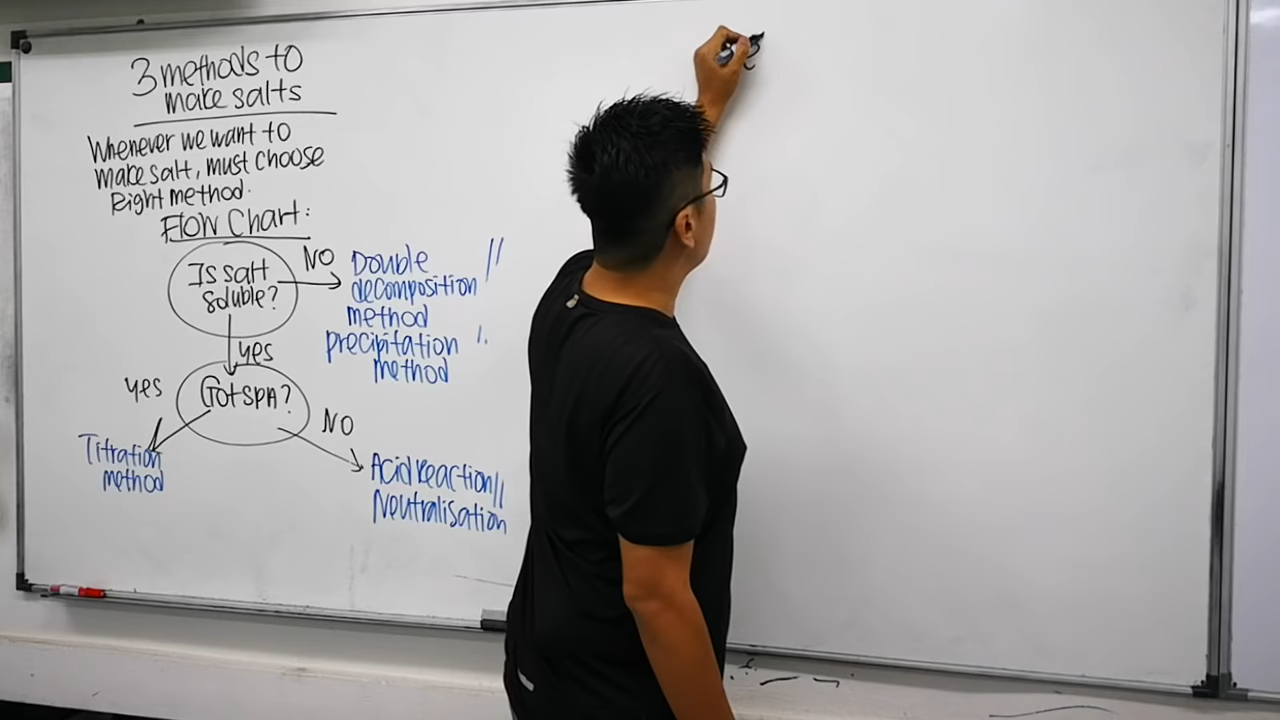 3 methods to
make salts
Whenever we want to
make salt, must choose
Right method.
Flow Chart:
Is salt
soluble?
NO
Double //
decomposition
method
precipitation
method
yes
Got SPA?
yes
NO
Titration
method
Acid Reaction//
Neutralisation